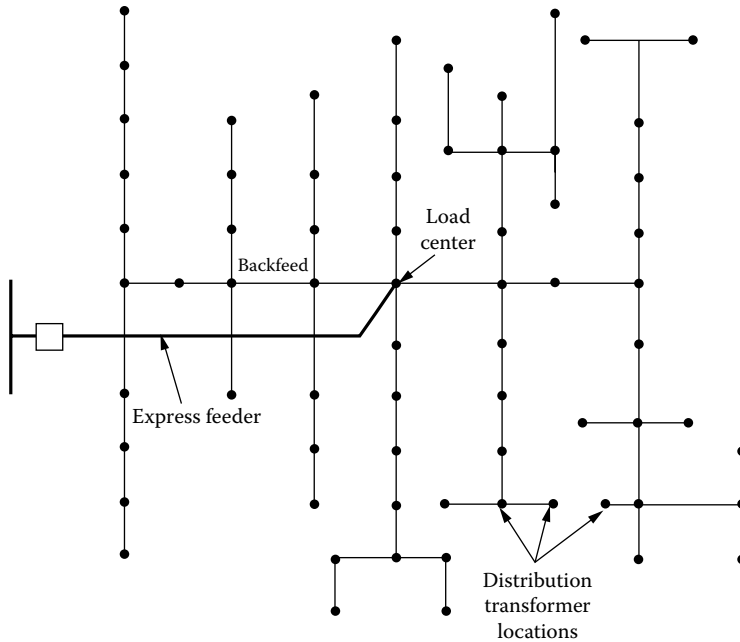 Load
center
Backfeed
Express feeder
Distribution
transformer
locations